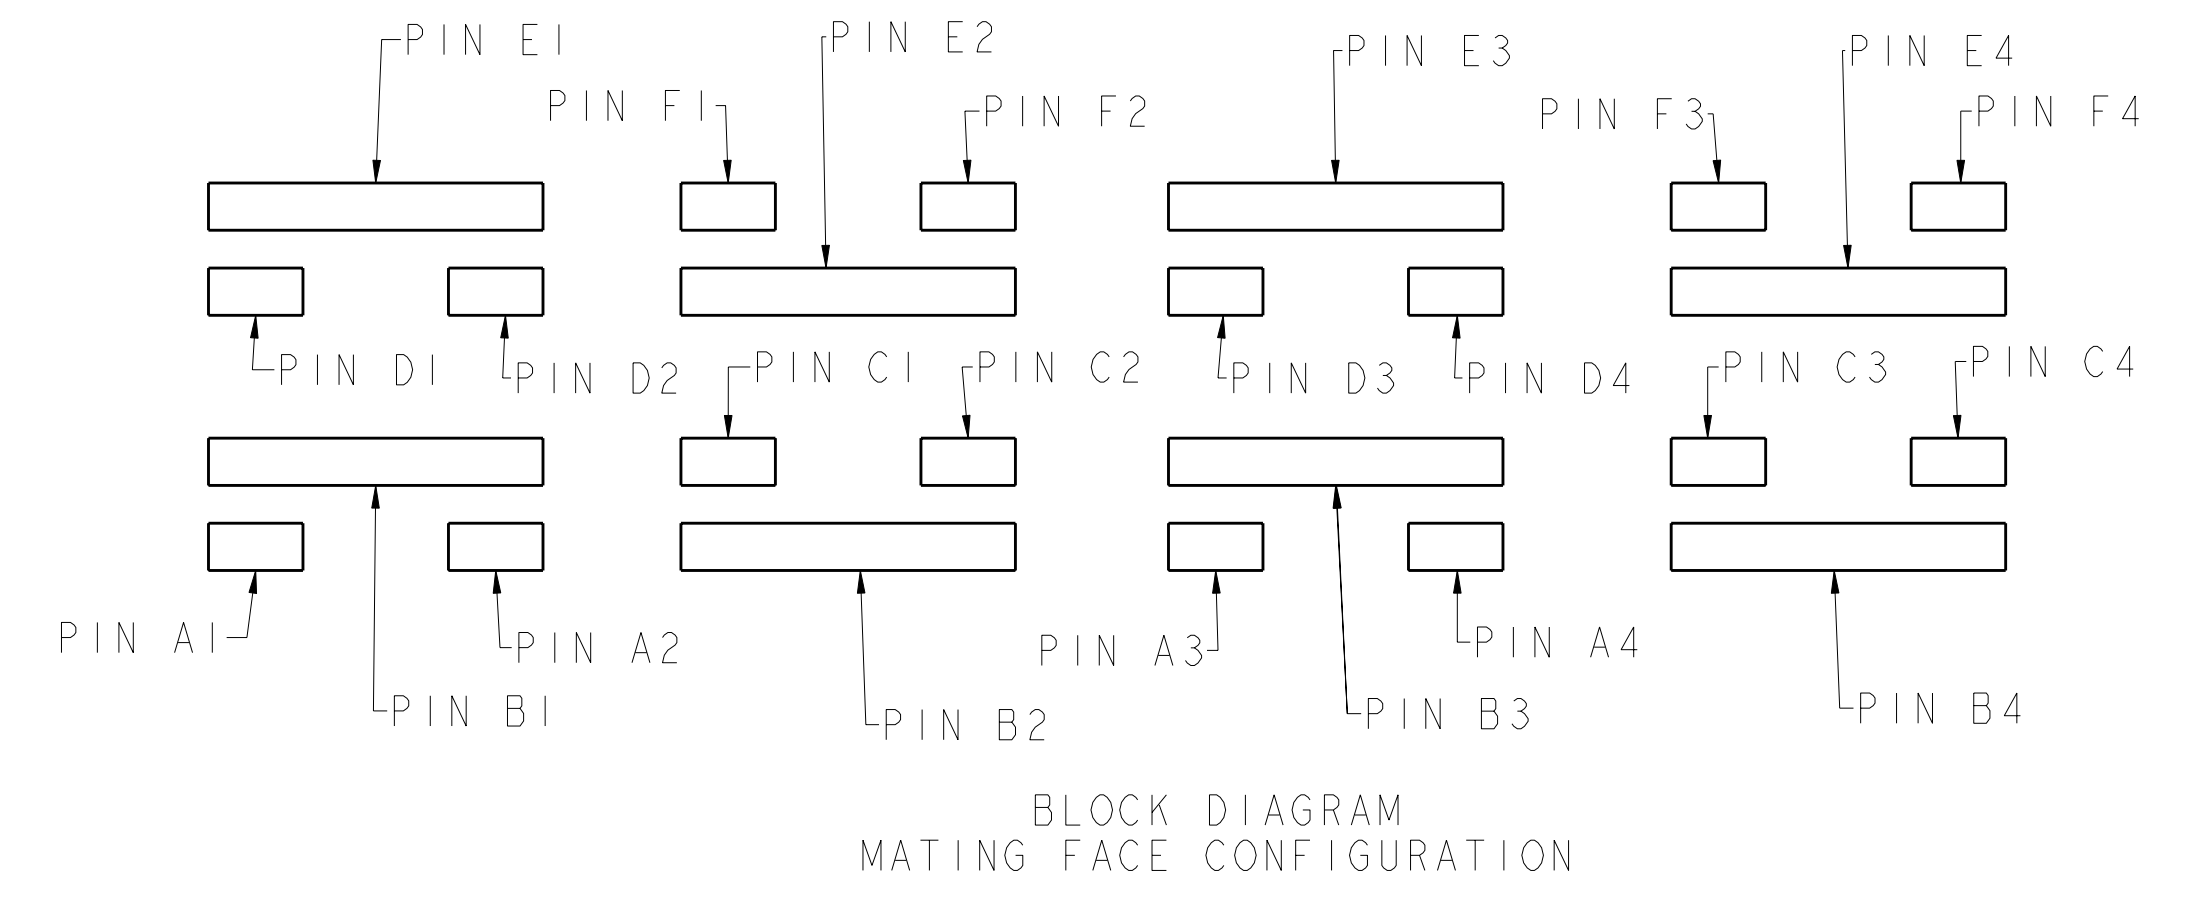 PIN E1
PIN E2
PIN E3
PIN E4
PIN F1
PIN F2
PIN F3
PIN F4
PIN D1
PIN D2
PIN C1
PIN C2
PIN D3
PIN D4
PIN C3
PIN C4
PIN A1
PIN A2
PIN A3
PIN A4
PIN B1
PIN B2
PIN B3
PIN B4
BLOCK DIAGRAM
MATING FACE CONFIGURATION